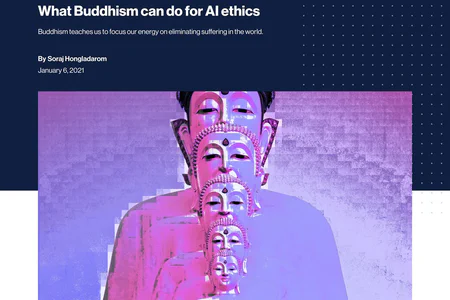 What Buddhism can do for AI ethics
Buddhism teaches us to focus our energy on eliminating suffering in the world.
By Soraj Hongladarom
January 6, 2021